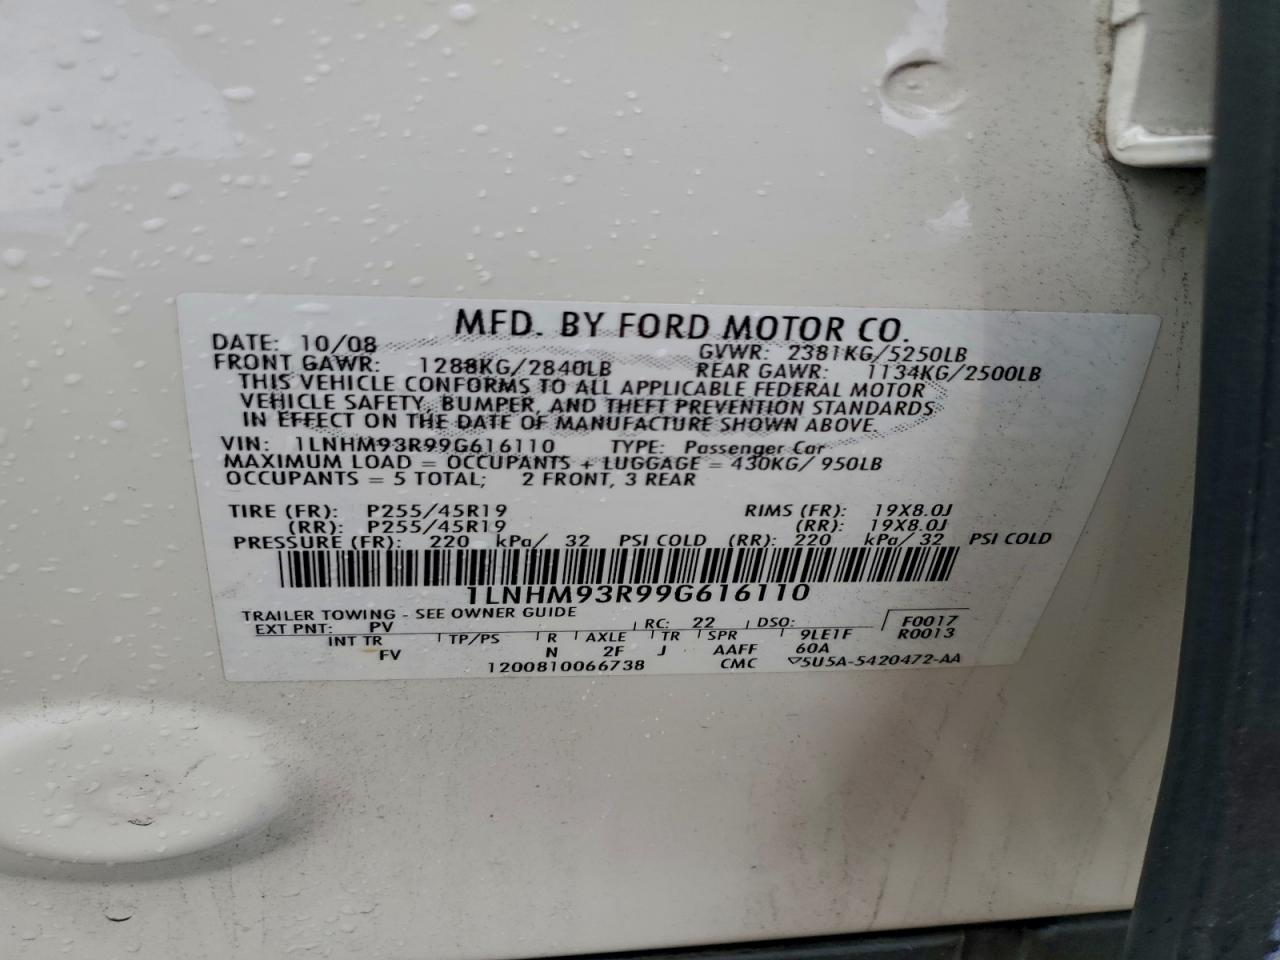 MFD. BY FORD MOTOR CO.
DATE: 10/08 GVWR: 2381KG/5250LB
FRONT GAWR: 1288KG/2840LB REAR GAWR: 1134KG/2500LB
THIS VEHICLE CONFORMS TO ALL APPLICABLE FEDERAL MOTOR
VEHICLE SAFETY, BUMPER, AND THEFT PREVENTION STANDARDS
IN EFFECT ON THE DATE OF MANUFACTURE SHOWN ABOVE.
VIN: 1LNHM93R99G616110 TYPE: Passenger Car
MAXIMUM LOAD = OCCUPANTS + LUGGAGE = 430KG/ 950LB
OCCUPANTS = 5 TOTAL; 2 FRONT, 3 REAR
TIRE (FR): P255/45R19 RIMS (FR): 19X8.0J
(RR): P255/45R19 (RR): 19X8.0J
PRESSURE (FR): 220 kPa/ 32 PSI COLD (RR): 220 kPa/ 32 PSI COLD
1LNHM93R99G616110
TRAILER TOWING - SEE OWNER GUIDE
EXT PNT: PV RC: 22 DSO: F0017
INT TR TP/PS R AXLE TR SPR 9LE1F R0013
FV N 2F J AAFF 60A
1200810066738 CMC ▽5U5A-5420472-AA